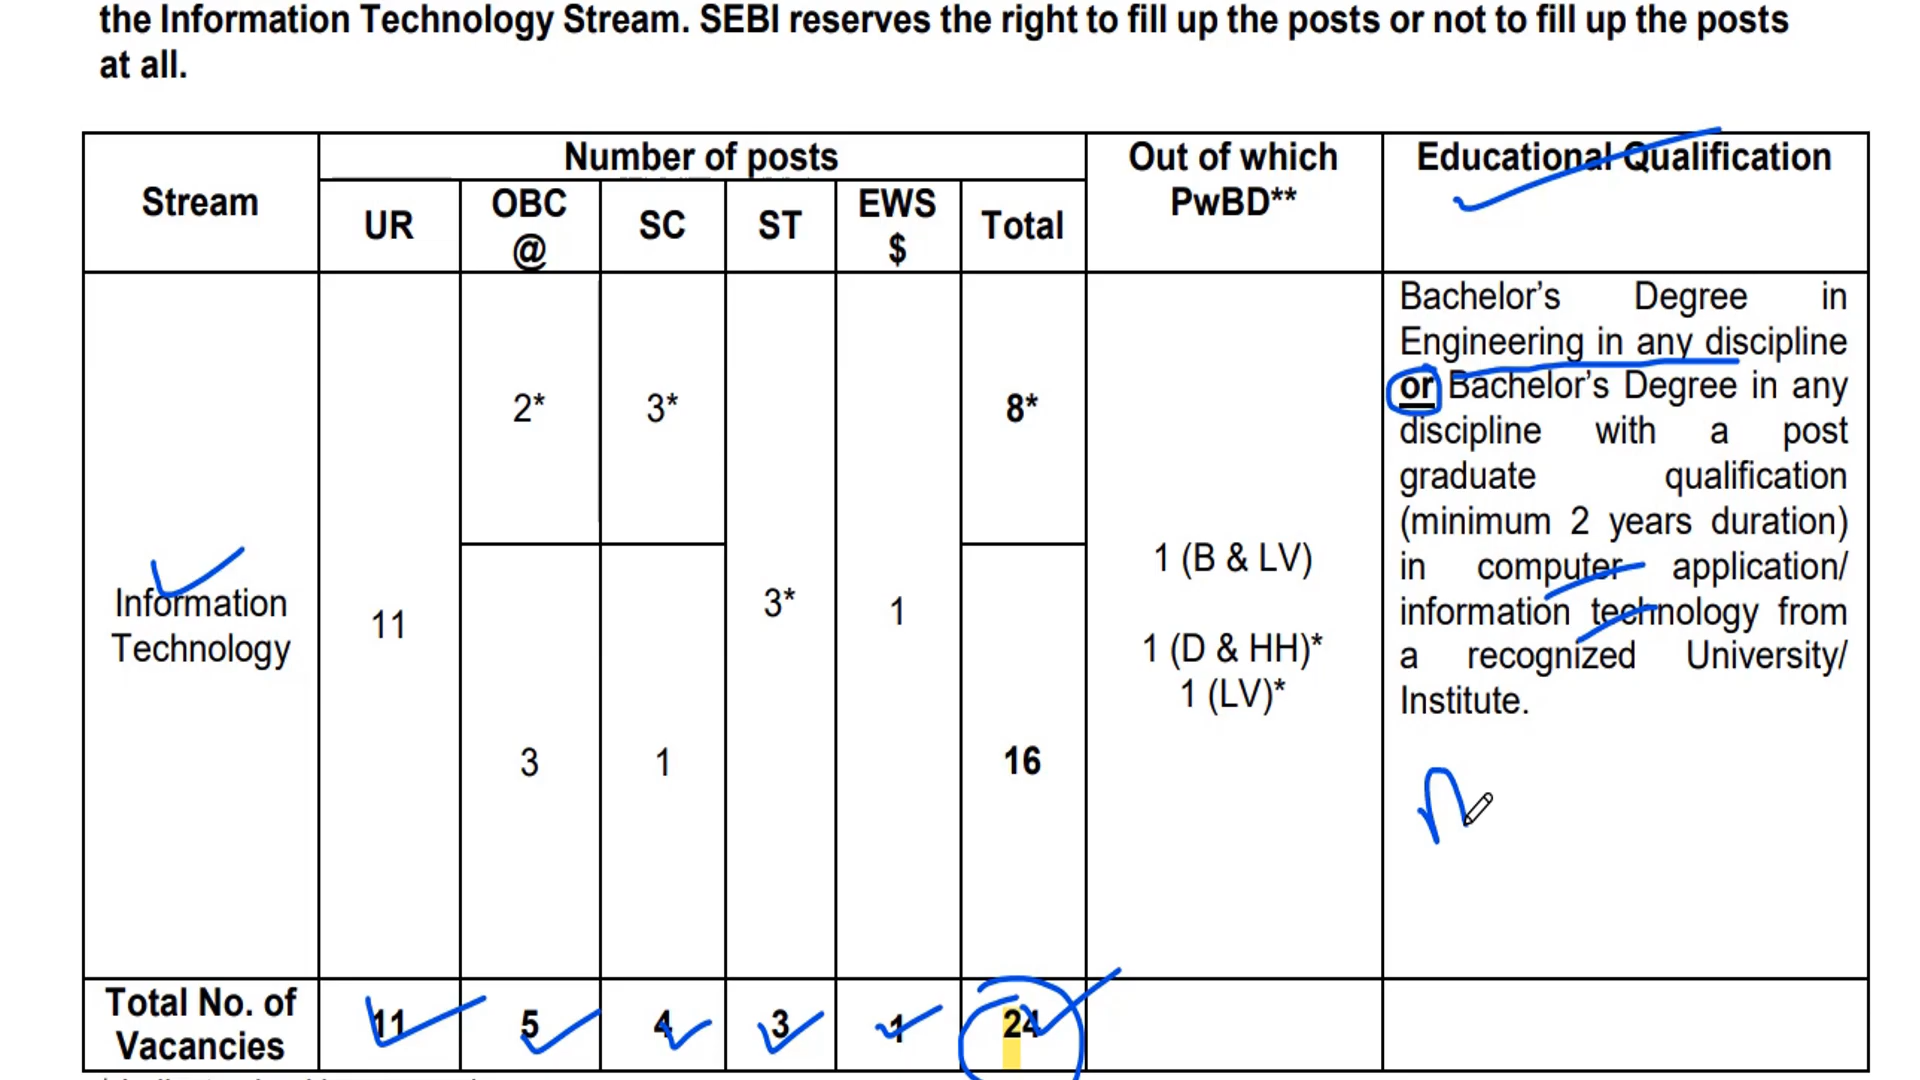 the Information Technology Stream. SEBI reserves the right to fill up the posts or not to fill up the posts
at all.
Stream
Number of posts
Out of which
PwBD**
Educational Qualification
UR
OBC
@
SC
ST
EWS
$
Total
Information
Technology
11
2*
3*
3
1
3*
1
8*
16
1 (B & LV)
1 (D & HH)*
1 (LV)*
Bachelor’s Degree in
Engineering in any discipline
or Bachelor’s Degree in any
discipline with a post
graduate qualification
(minimum 2 years duration)
in computer application/
information technology from
a recognized University/
Institute.
Total No. of
Vacancies
11
5
4
3
1
24